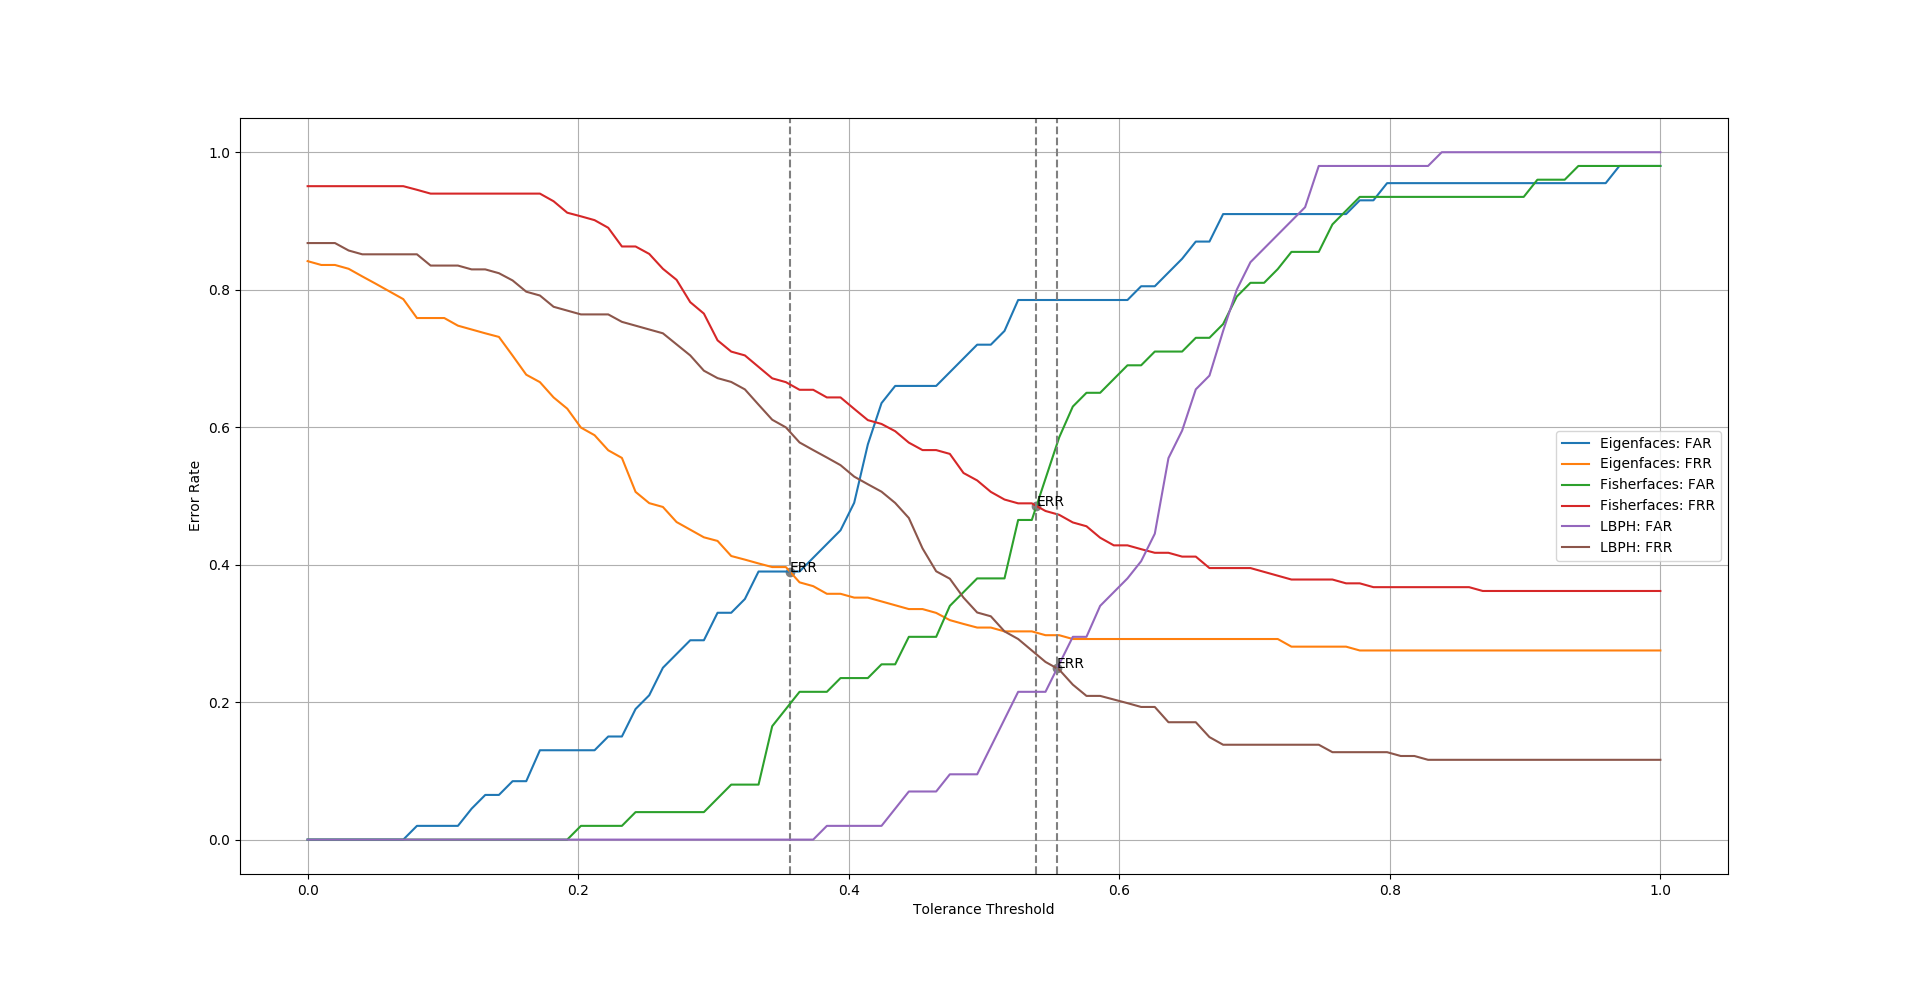 1.0
0.8
0.6
0.4
0.2
0.0
Error Rate
ERR
ERR
ERR
Eigenfaces: FAR
Eigenfaces: FRR
Fisherfaces: FAR
Fisherfaces: FRR
LBPH: FAR
LBPH: FRR
0.0 0.2 0.4 0.6 0.8 1.0
Tolerance Threshold